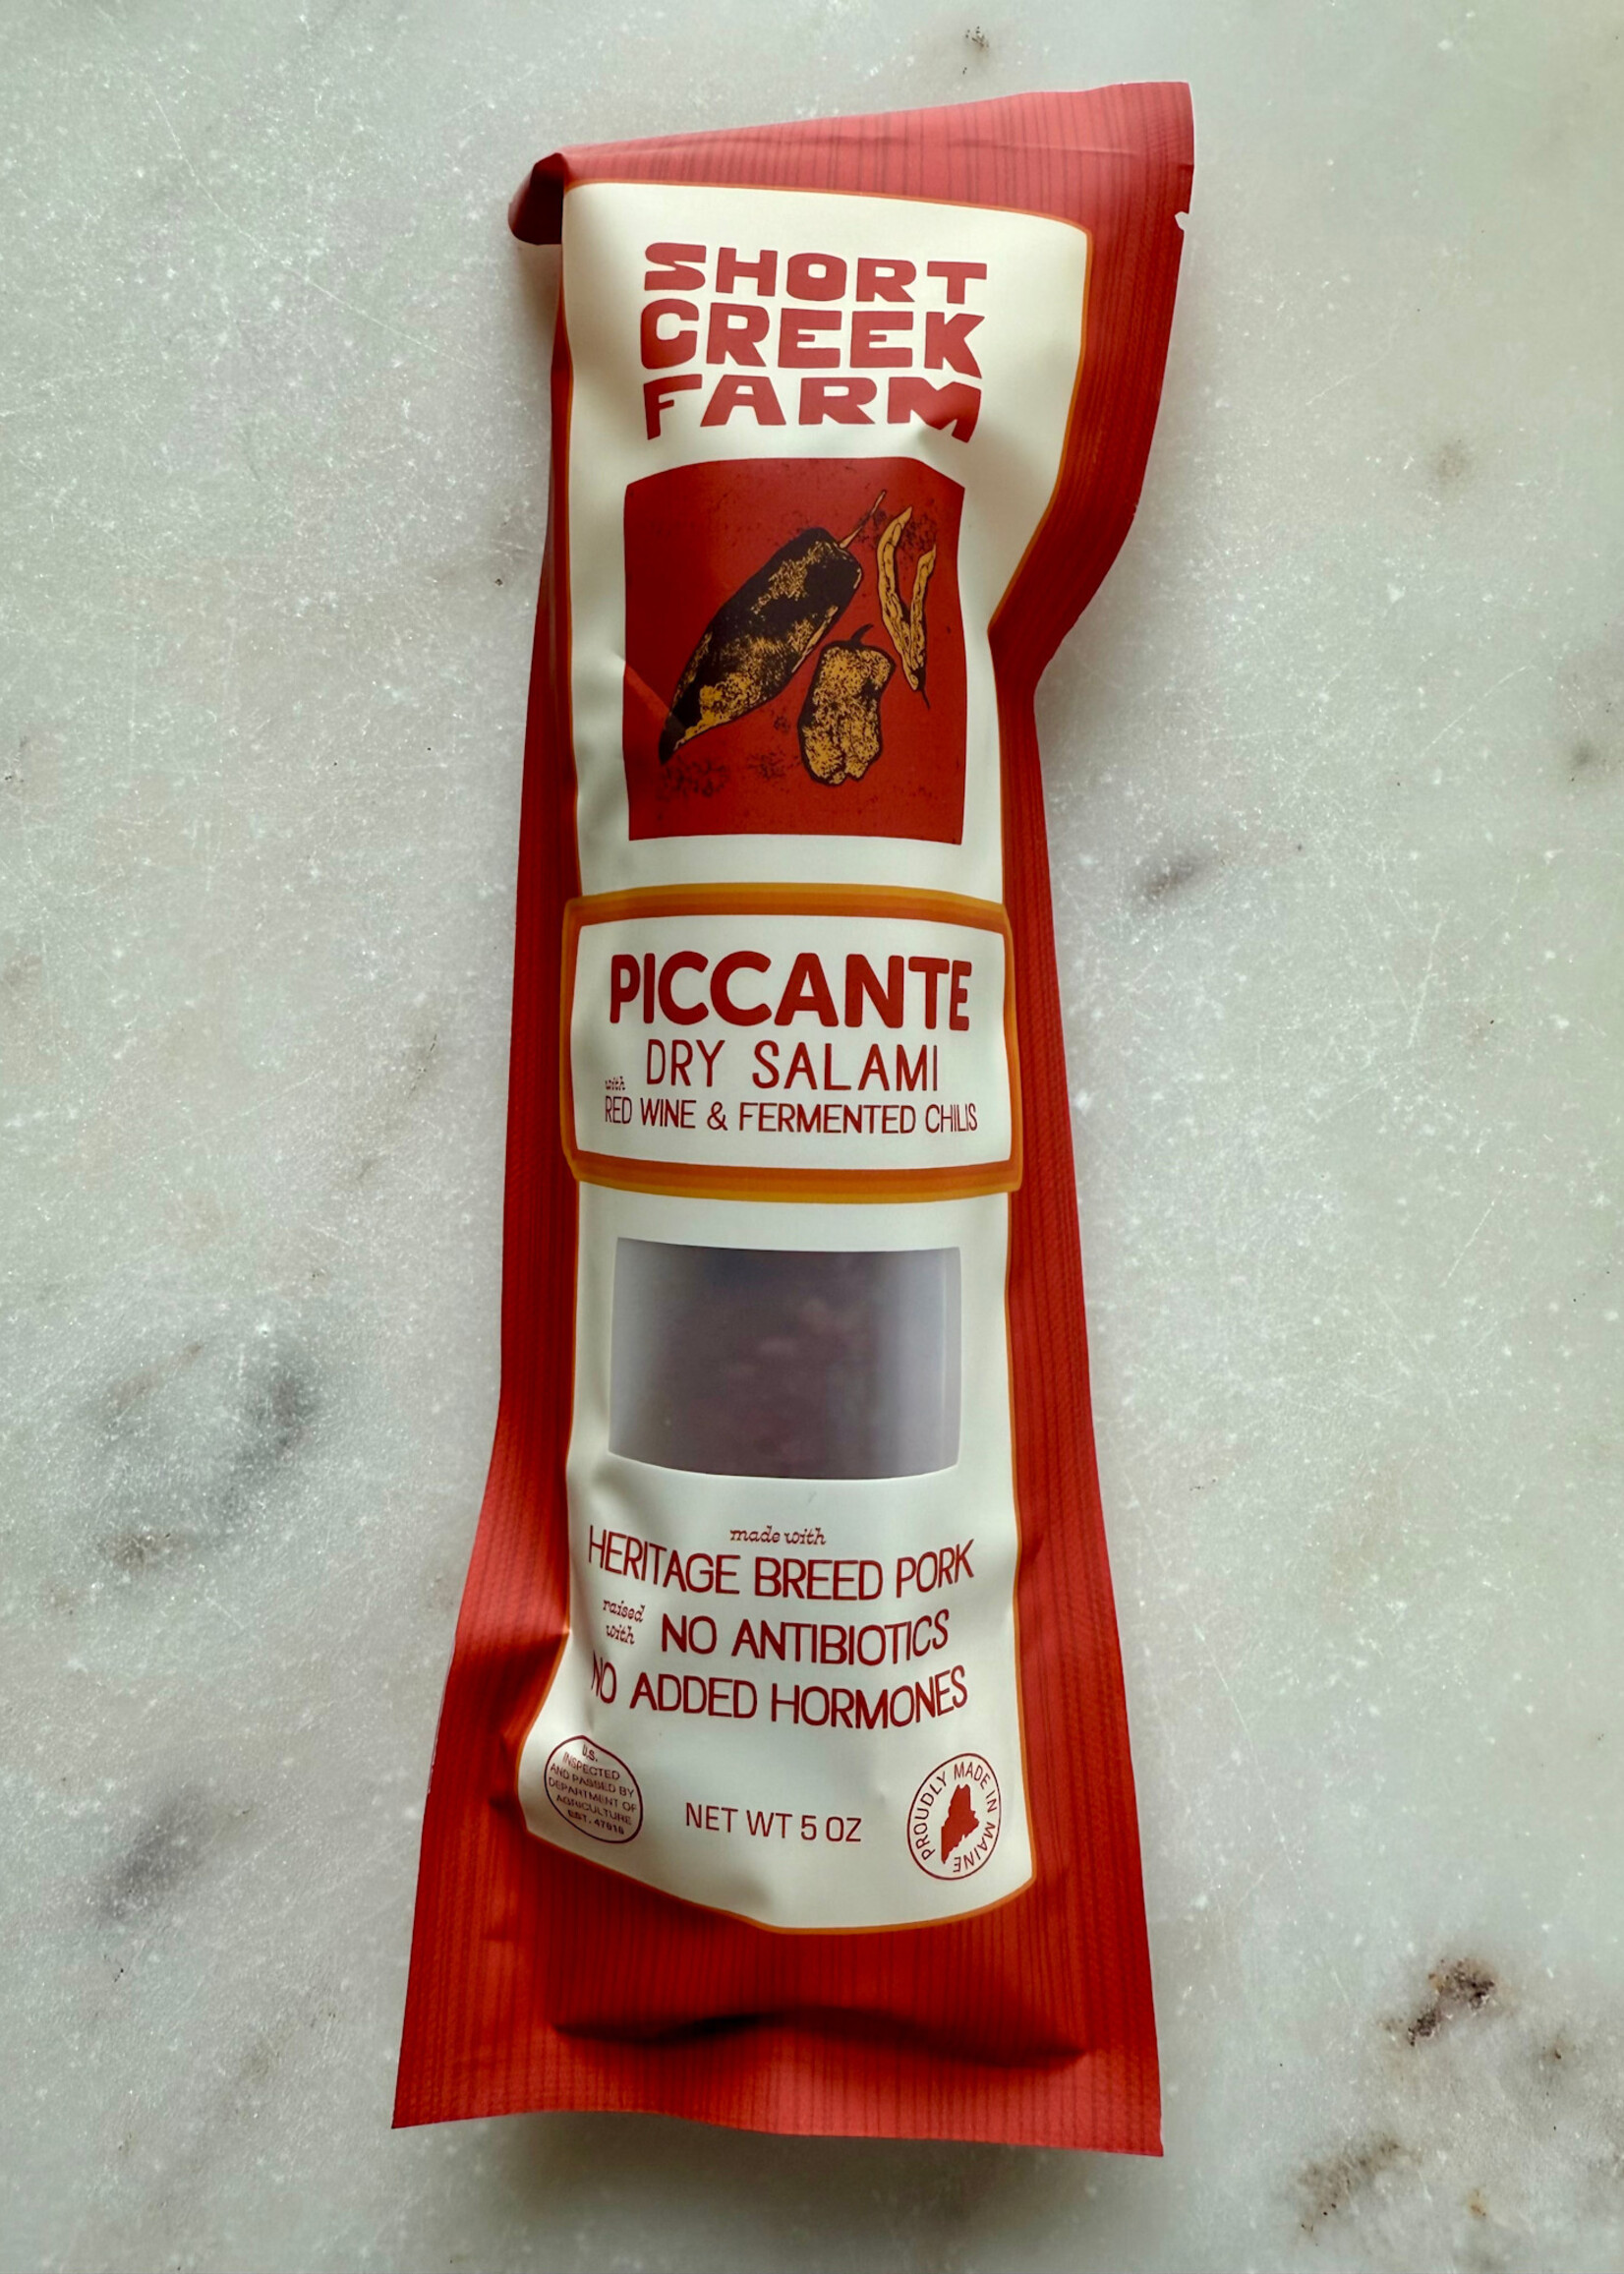 SHORT
CREEK
FARM
PICCANTE
DRY SALAMI
with
RED WINE & FERMENTED CHILIS
made with
HERITAGE BREED PORK
raised
with
NO ANTIBIOTICS
NO ADDED HORMONES
U.S.
INSPECTED
AND PASSED BY
DEPARTMENT OF
AGRICULTURE
EST. 47016
NET WT 5 OZ
PROUDLY MADE IN MAINE